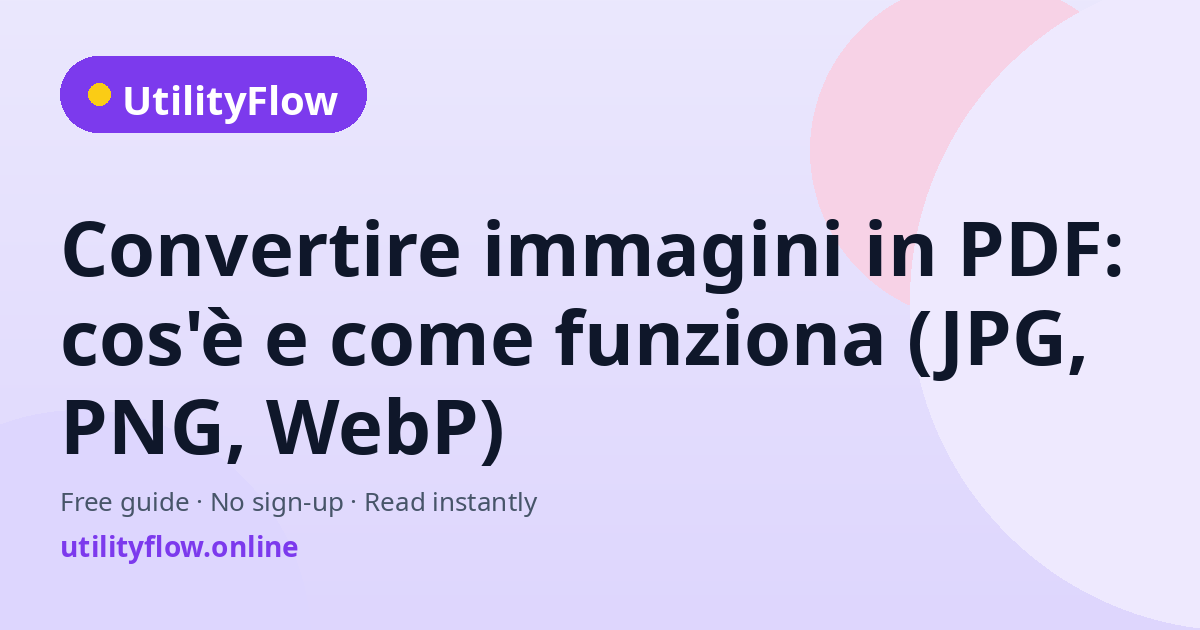 UtilityFlow
Convertire immagini in PDF:
cos'è e come funziona (JPG,
PNG, WebP)
Free guide · No sign-up · Read instantly
utilityflow.online